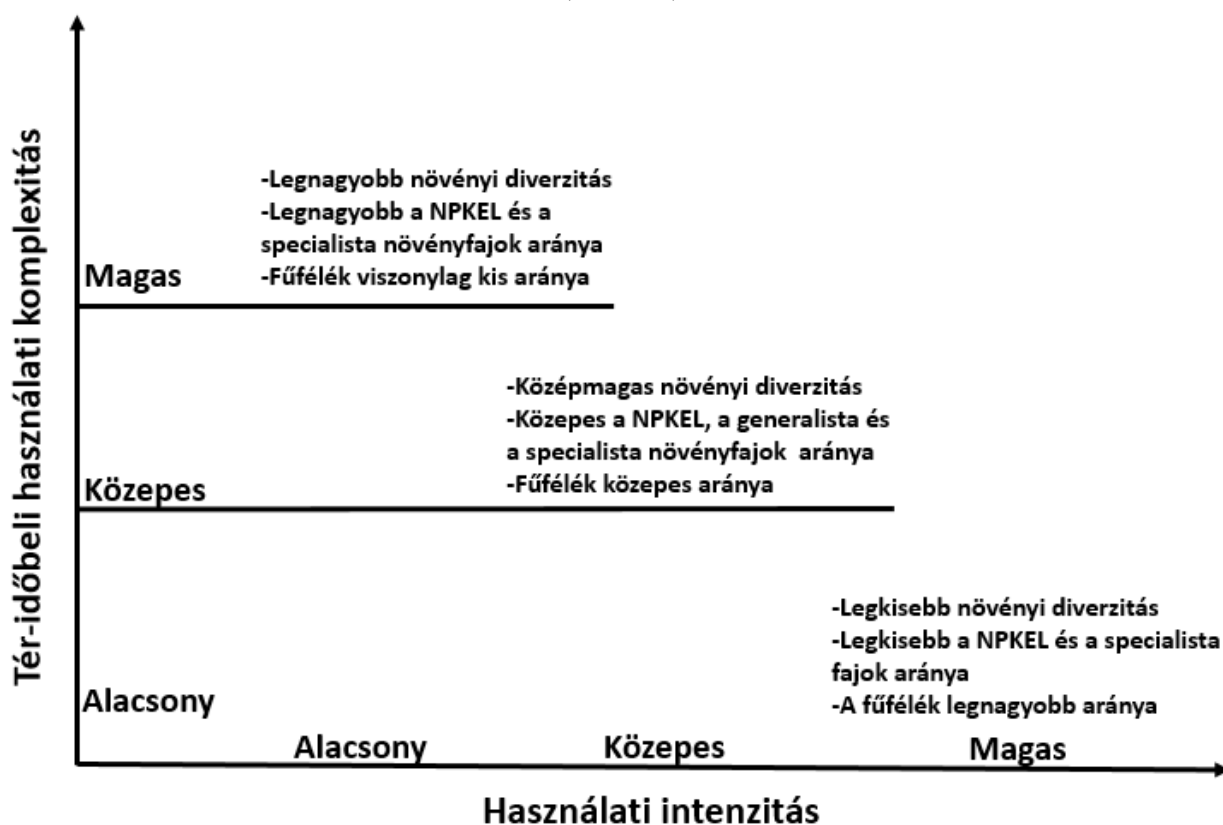 Tér-időbeli használati komplexitás
-Legnagyobb növényi diverzitás
-Legnagyobb a NPKEL és a
specialista növényfajok aránya
-Fűfélék viszonylag kis aránya
Magas
-Középmagas növényi diverzitás
-Közepes a NPKEL, a generalista és
a specialista növényfajok aránya
-Fűfélék közepes aránya
Közepes
-Legkisebb növényi diverzitás
-Legkisebb a NPKEL és a specialista
fajok aránya
-A fűfélék legnagyobb aránya
Alacsony
Alacsony Közepes Magas
Használati intenzitás